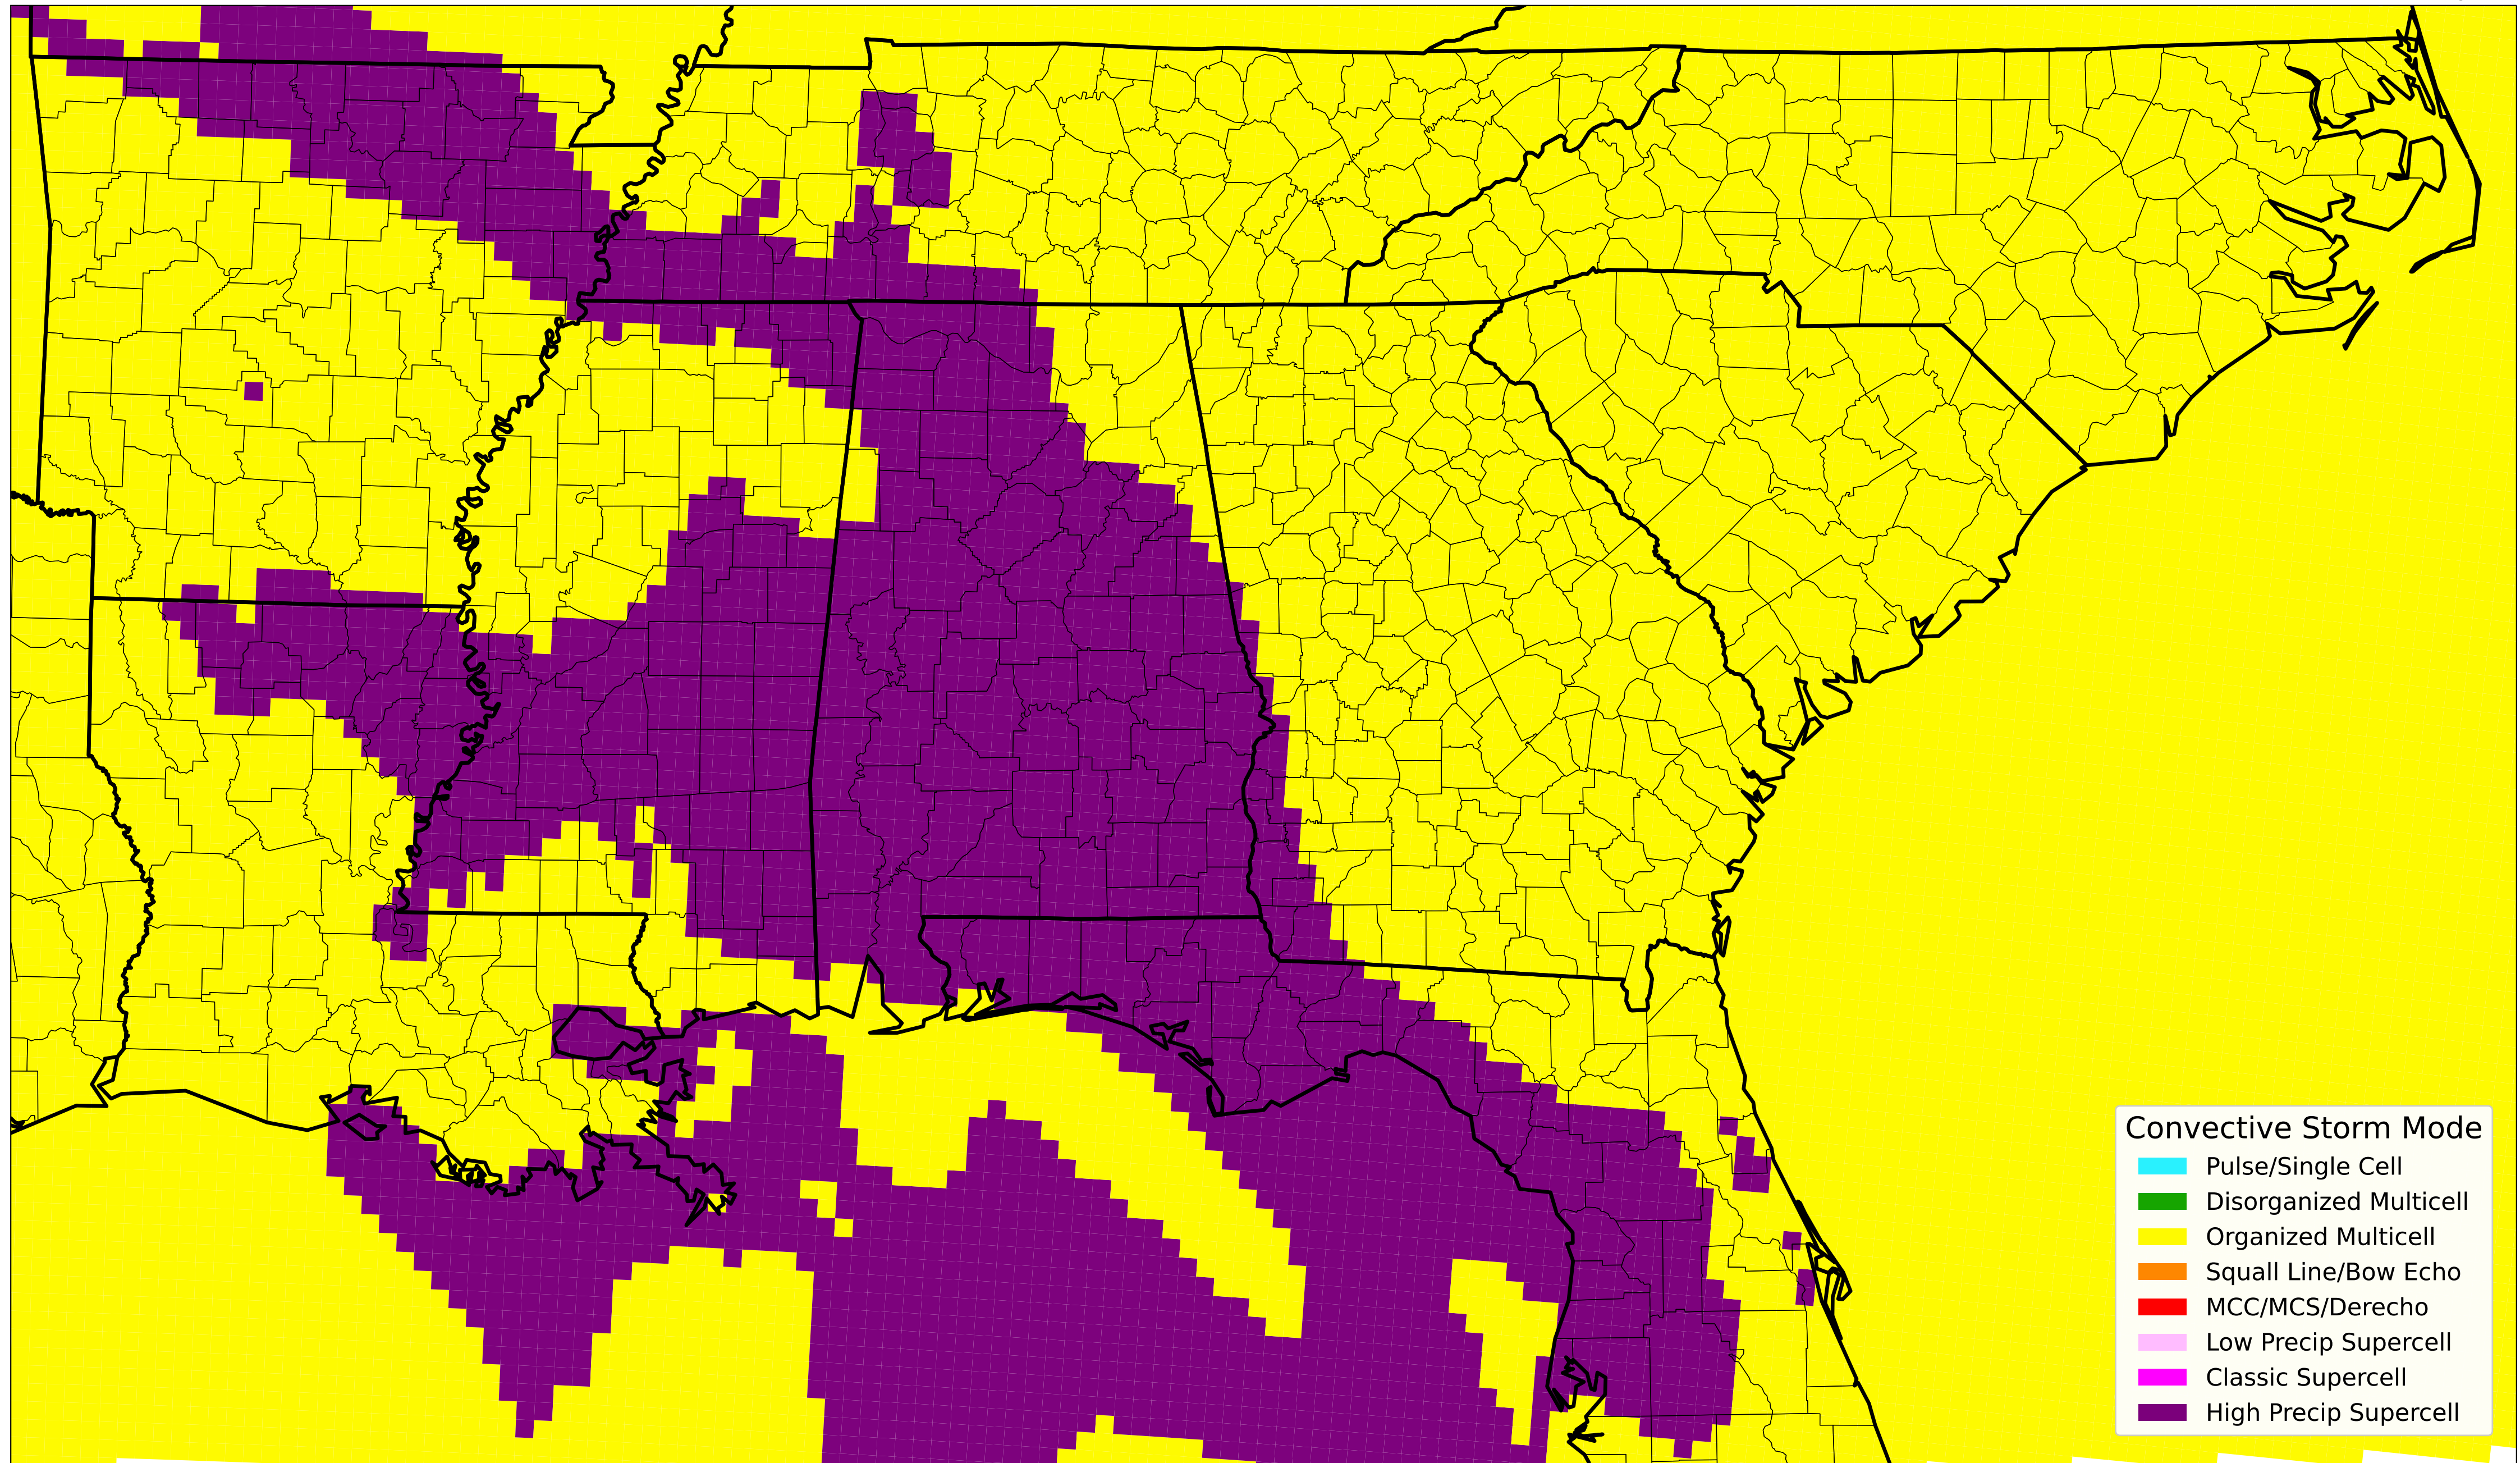 Convective Storm Mode
Pulse/Single Cell
Disorganized Multicell
Organized Multicell
Squall Line/Bow Echo
MCC/MCS/Derecho
Low Precip Supercell
Classic Supercell
High Precip Supercell